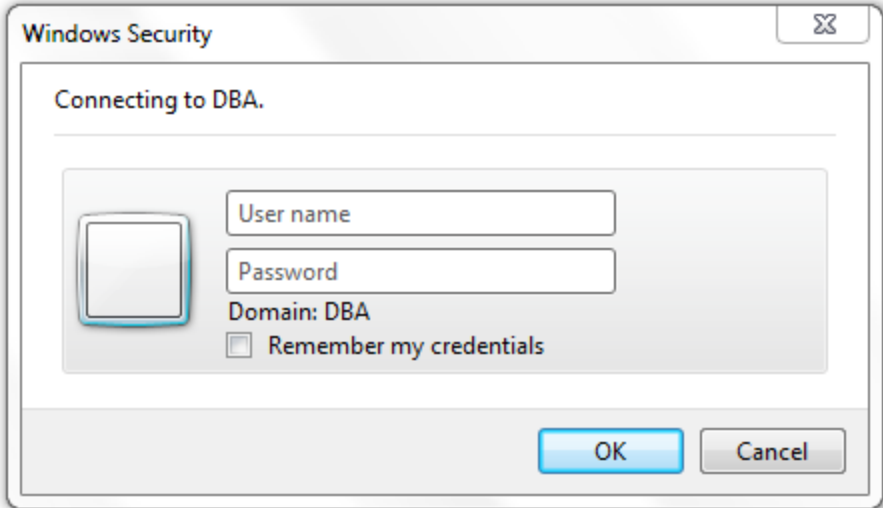 Windows Security
Connecting to DBA.
User name
Password
Domain: DBA
Remember my credentials
OK
Cancel